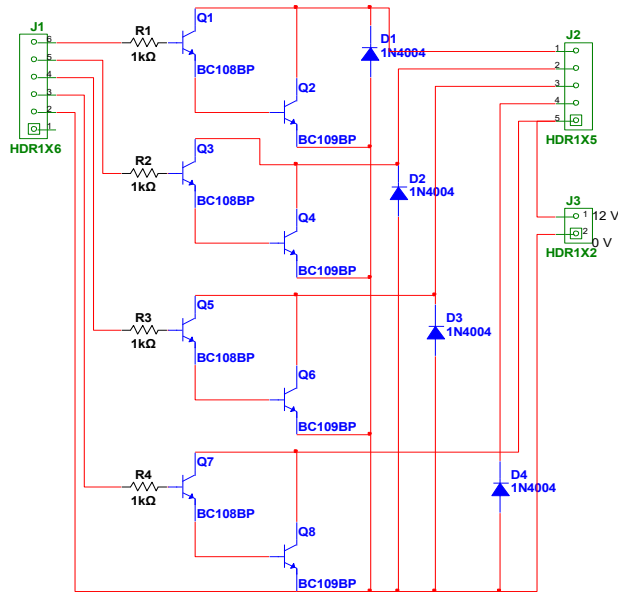 J1
6
5
4
3
2
1
HDR1X6
R1
1kΩ
Q1
BC108BP
Q2
BC109BP
D1
1N4004
J2
1
2
3
4
5
HDR1X5
R2
1kΩ
Q3
BC108BP
Q4
BC109BP
D2
1N4004
J3
1 12 V
2
0 V
HDR1X2
R3
1kΩ
Q5
BC108BP
Q6
BC109BP
D3
1N4004
R4
1kΩ
Q7
BC108BP
Q8
BC109BP
D4
1N4004